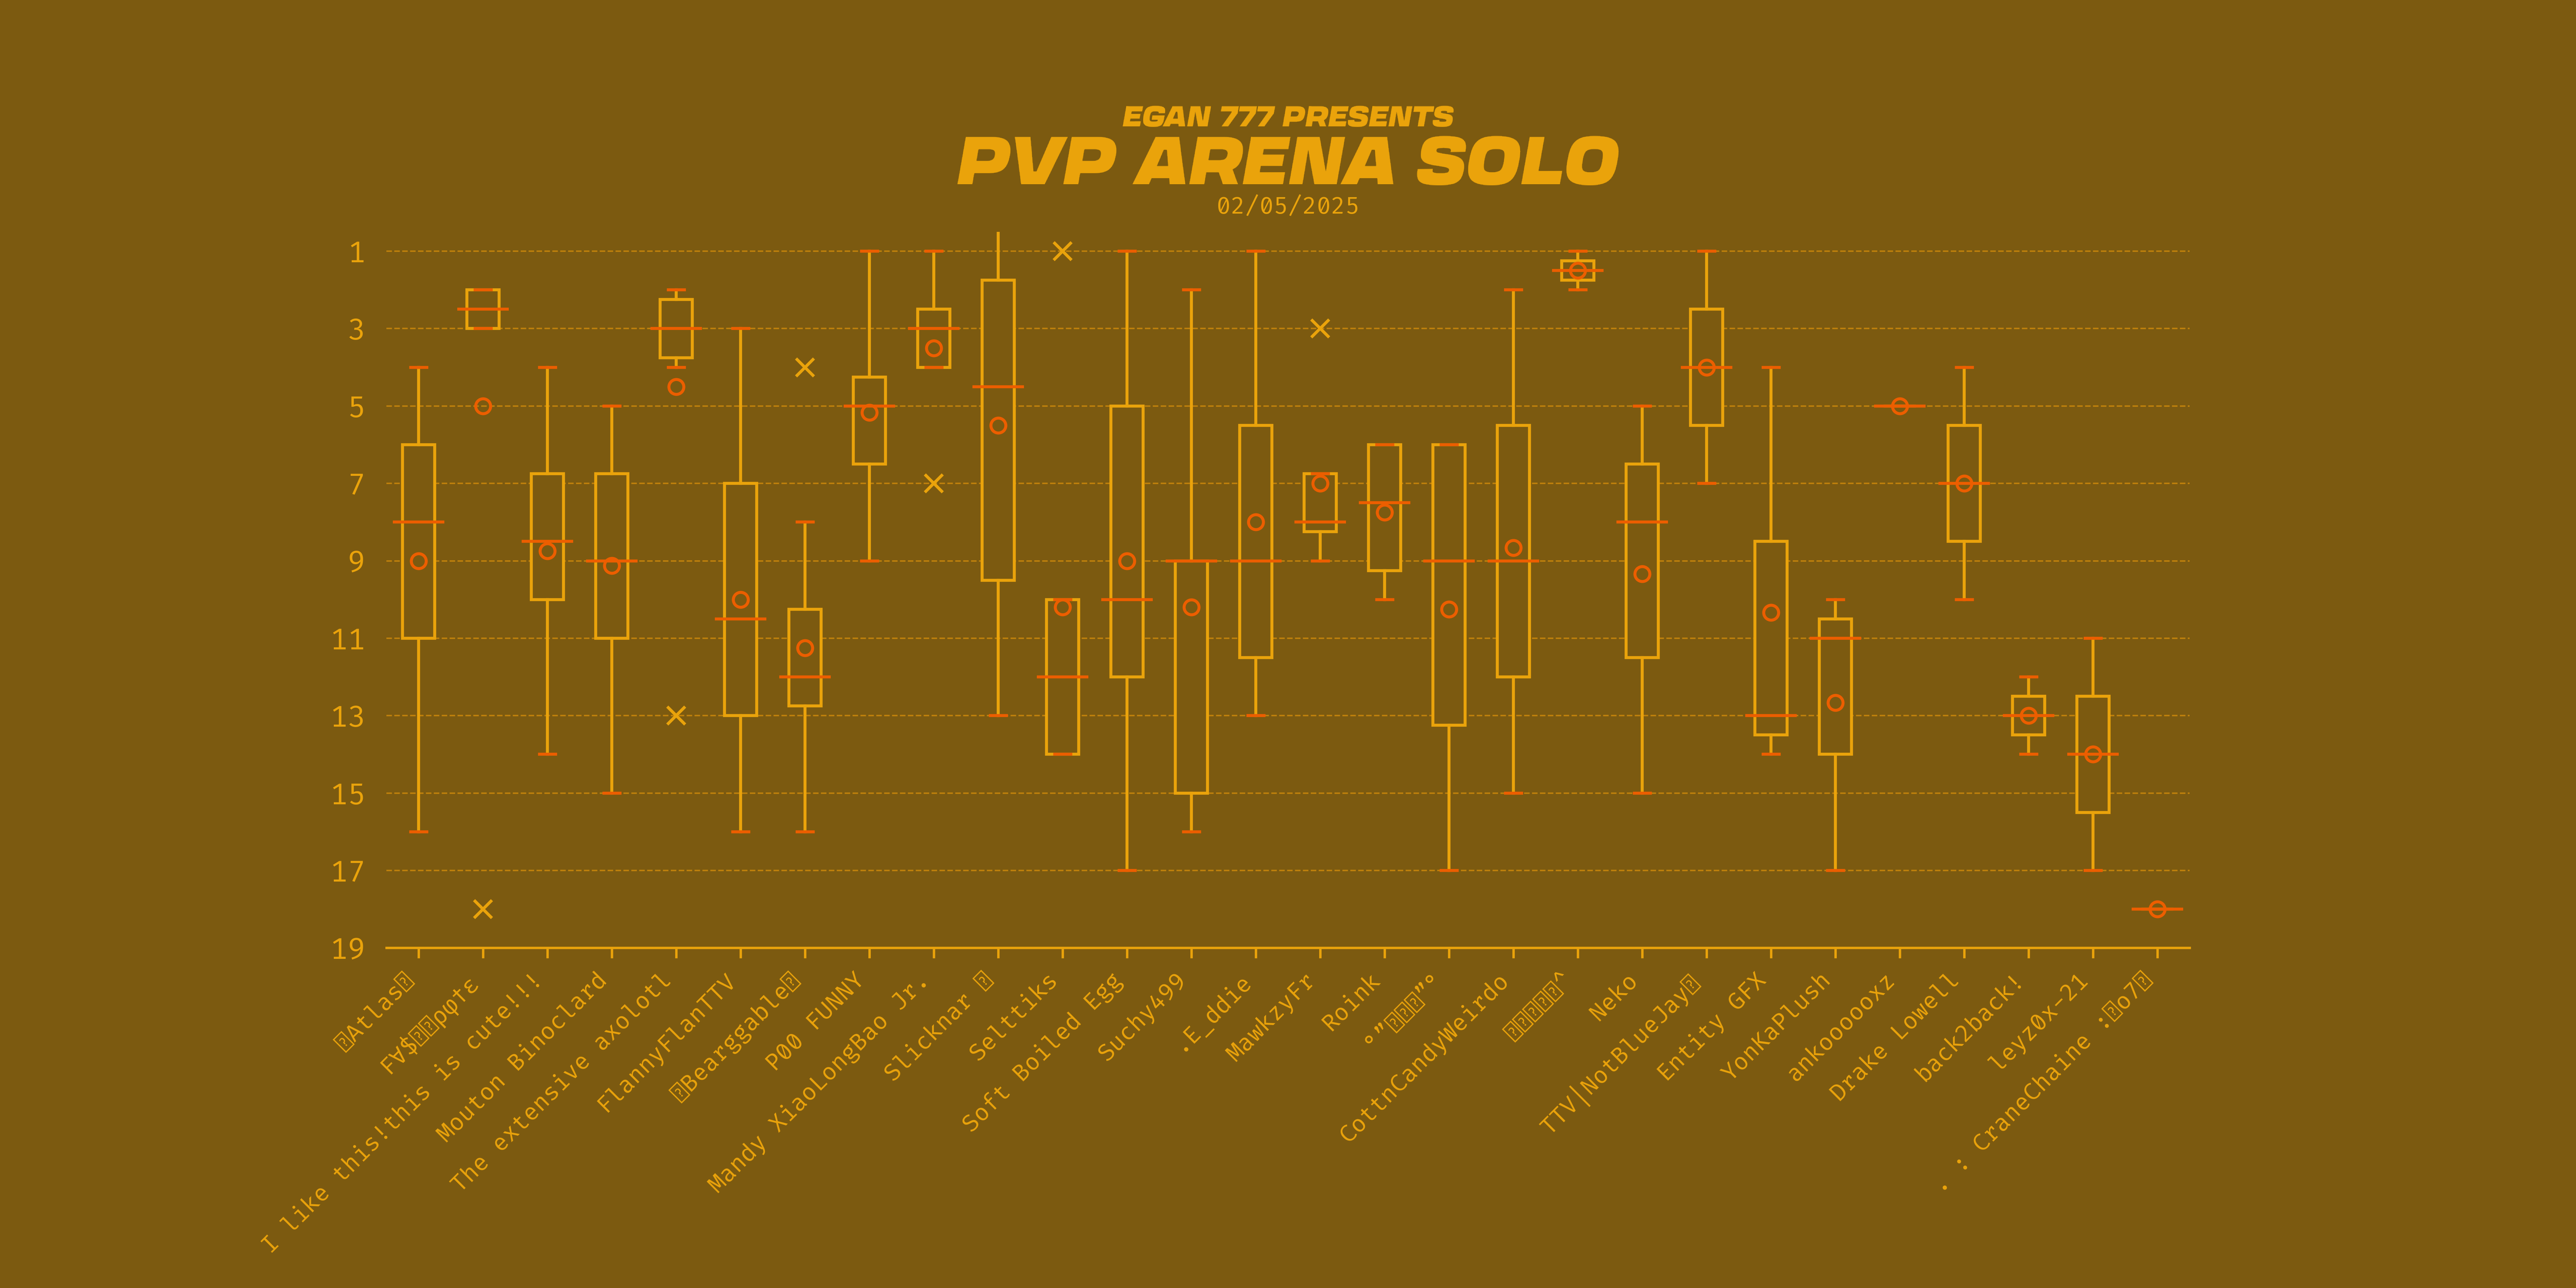 EGAN 777 PRESENTS
PVP ARENA SOLO
02/05/2025
1
3
5
7
9
11
13
15
17
19
Atlas
F∀$ρφ†ε
I like this!this is cute!!!
Mouton Binoclard
The extensive axolotl
FlannyFlanTTV
Bearggable
P00 FUNNY
Mandy XiaoLongBao Jr.
Slicknar
Selttiks
Soft Boiled Egg
Suchy499
.E_ddie
MawkzyFr
Roink
°””°
CottnCandyWeirdo
^
Neko
TTV|NotBlueJay
Entity GFX
YonKaPlush
ankoooooxz
Drake Lowell
back2back!
leyz0x-21
. : CraneChaine :o7